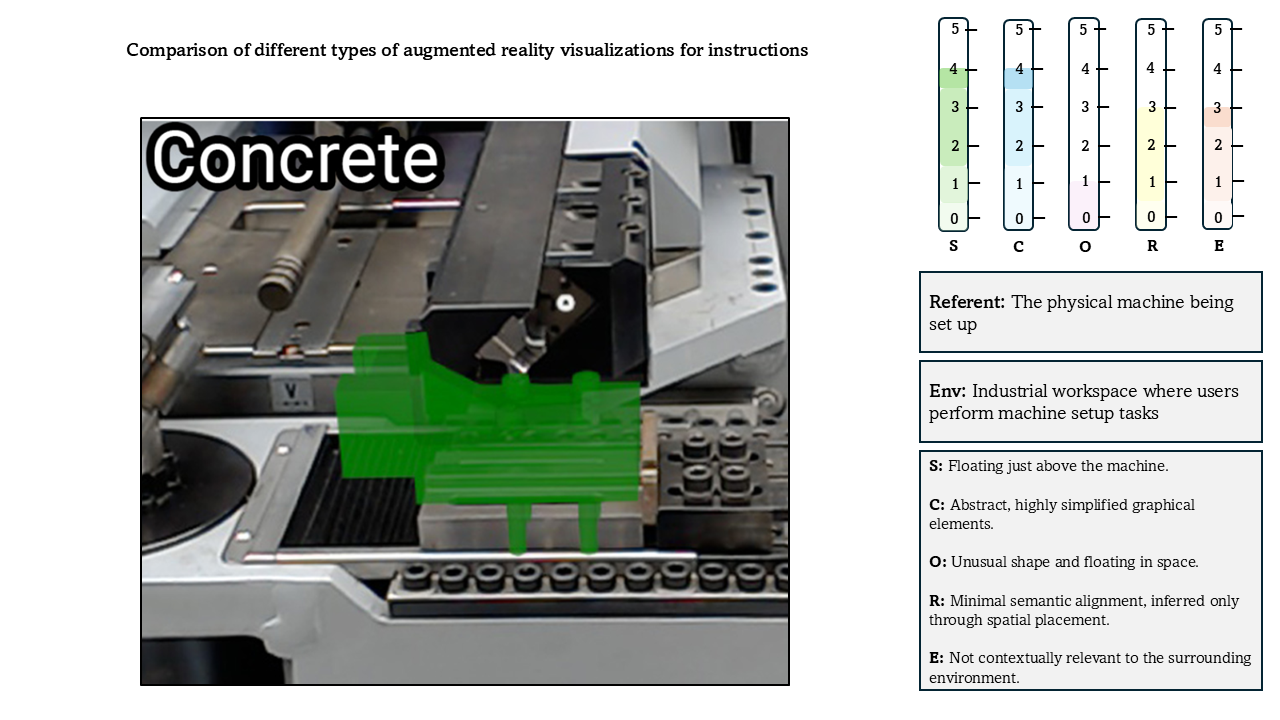 Comparison of different types of augmented reality visualizations for instructions
Concrete
V
5 5 5 5 5
4 4 4 4 4
3 3 3 3 3
2 2 2 2 2
1 1 1 1 1
0 0 0 0 0
S C O R E
Referent: The physical machine being
set up
Env: Industrial workspace where users
perform machine setup tasks
S: Floating just above the machine.
C: Abstract, highly simplified graphical
elements.
O: Unusual shape and floating in space.
R: Minimal semantic alignment, inferred only
through spatial placement.
E: Not contextually relevant to the surrounding
environment.